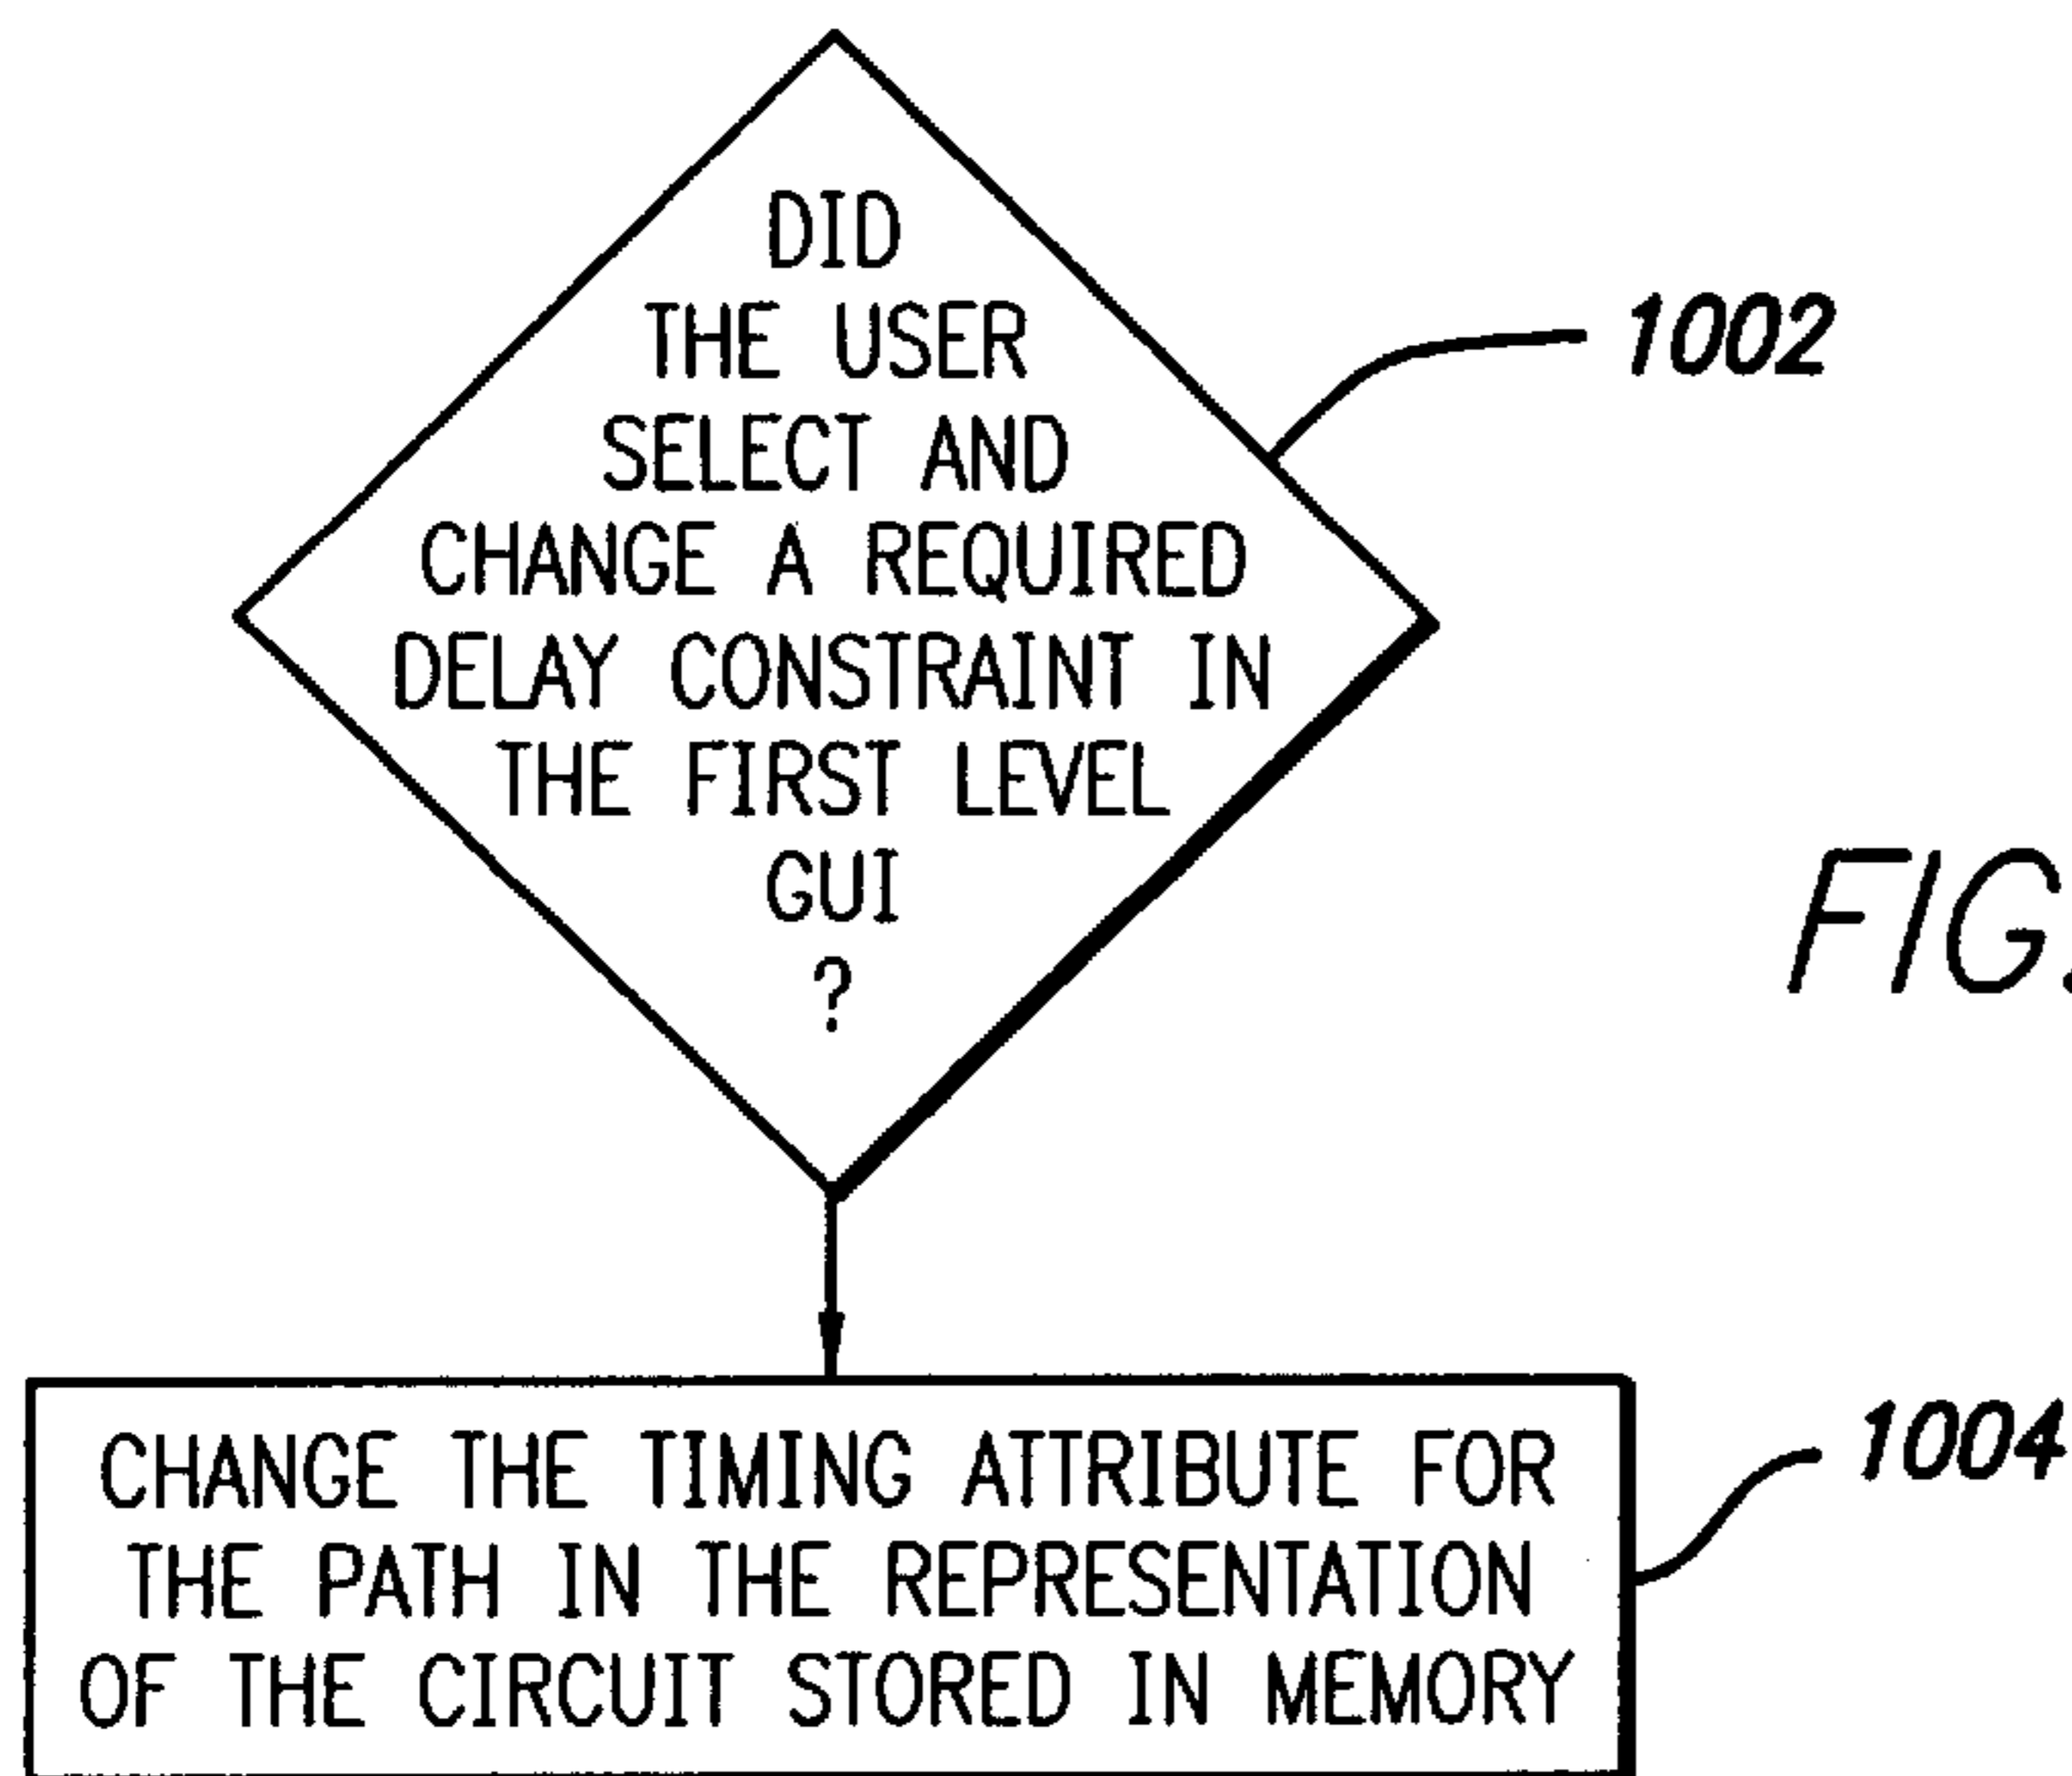 DID
THE USER
SELECT AND
CHANGE A REQUIRED
DELAY CONSTRAINT IN
THE FIRST LEVEL
GUI
?
1002
FIG.
CHANGE THE TIMING ATTRIBUTE FOR
THE PATH IN THE REPRESENTATION
OF THE CIRCUIT STORED IN MEMORY
1004